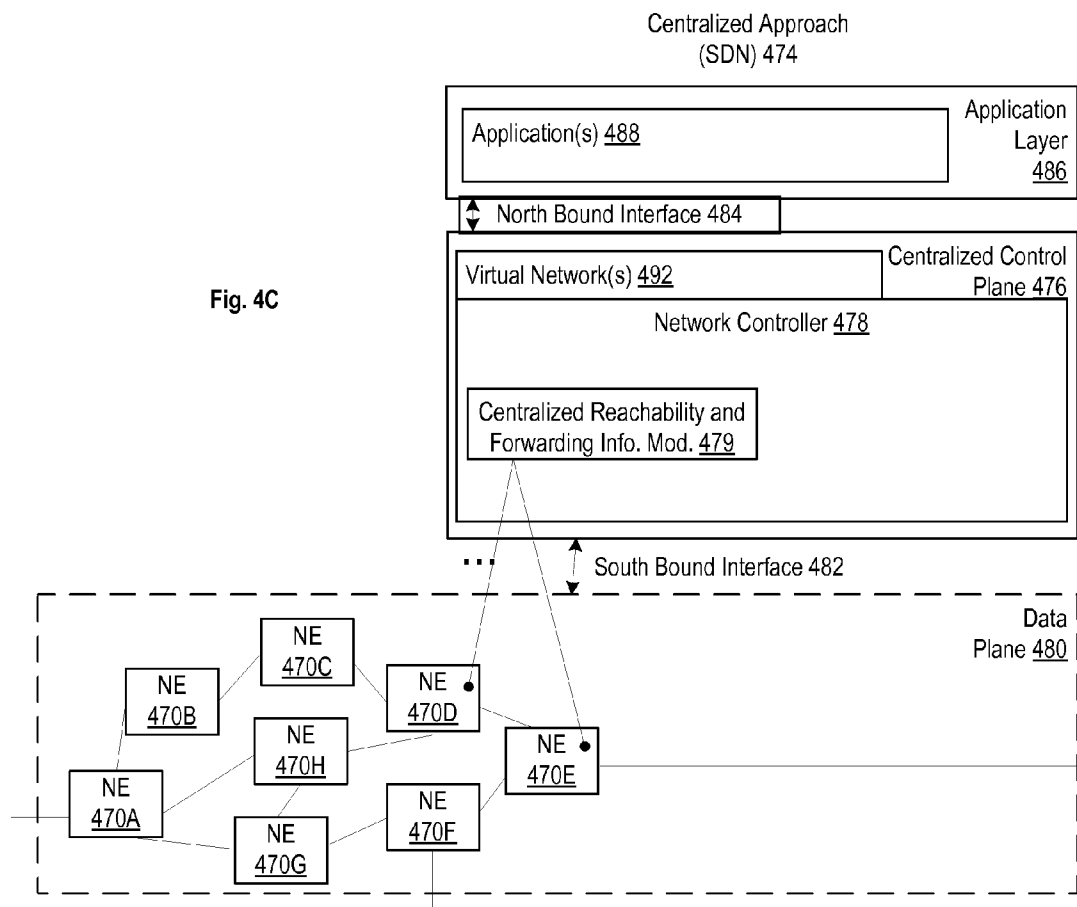 Centralized Approach
(SDN) 474
Application(s) 488
Application
Layer
486
North Bound Interface 484
Virtual Network(s) 492
Centralized Control
Plane 476
Fig. 4C
Network Controller 478
Centralized Reachability and
Forwarding Info. Mod. 479
...
South Bound Interface 482
Data
Plane 480
NE
470C
NE
470B
NE
470D
NE
470H
NE
470E
NE
470A
NE
470F
NE
470G